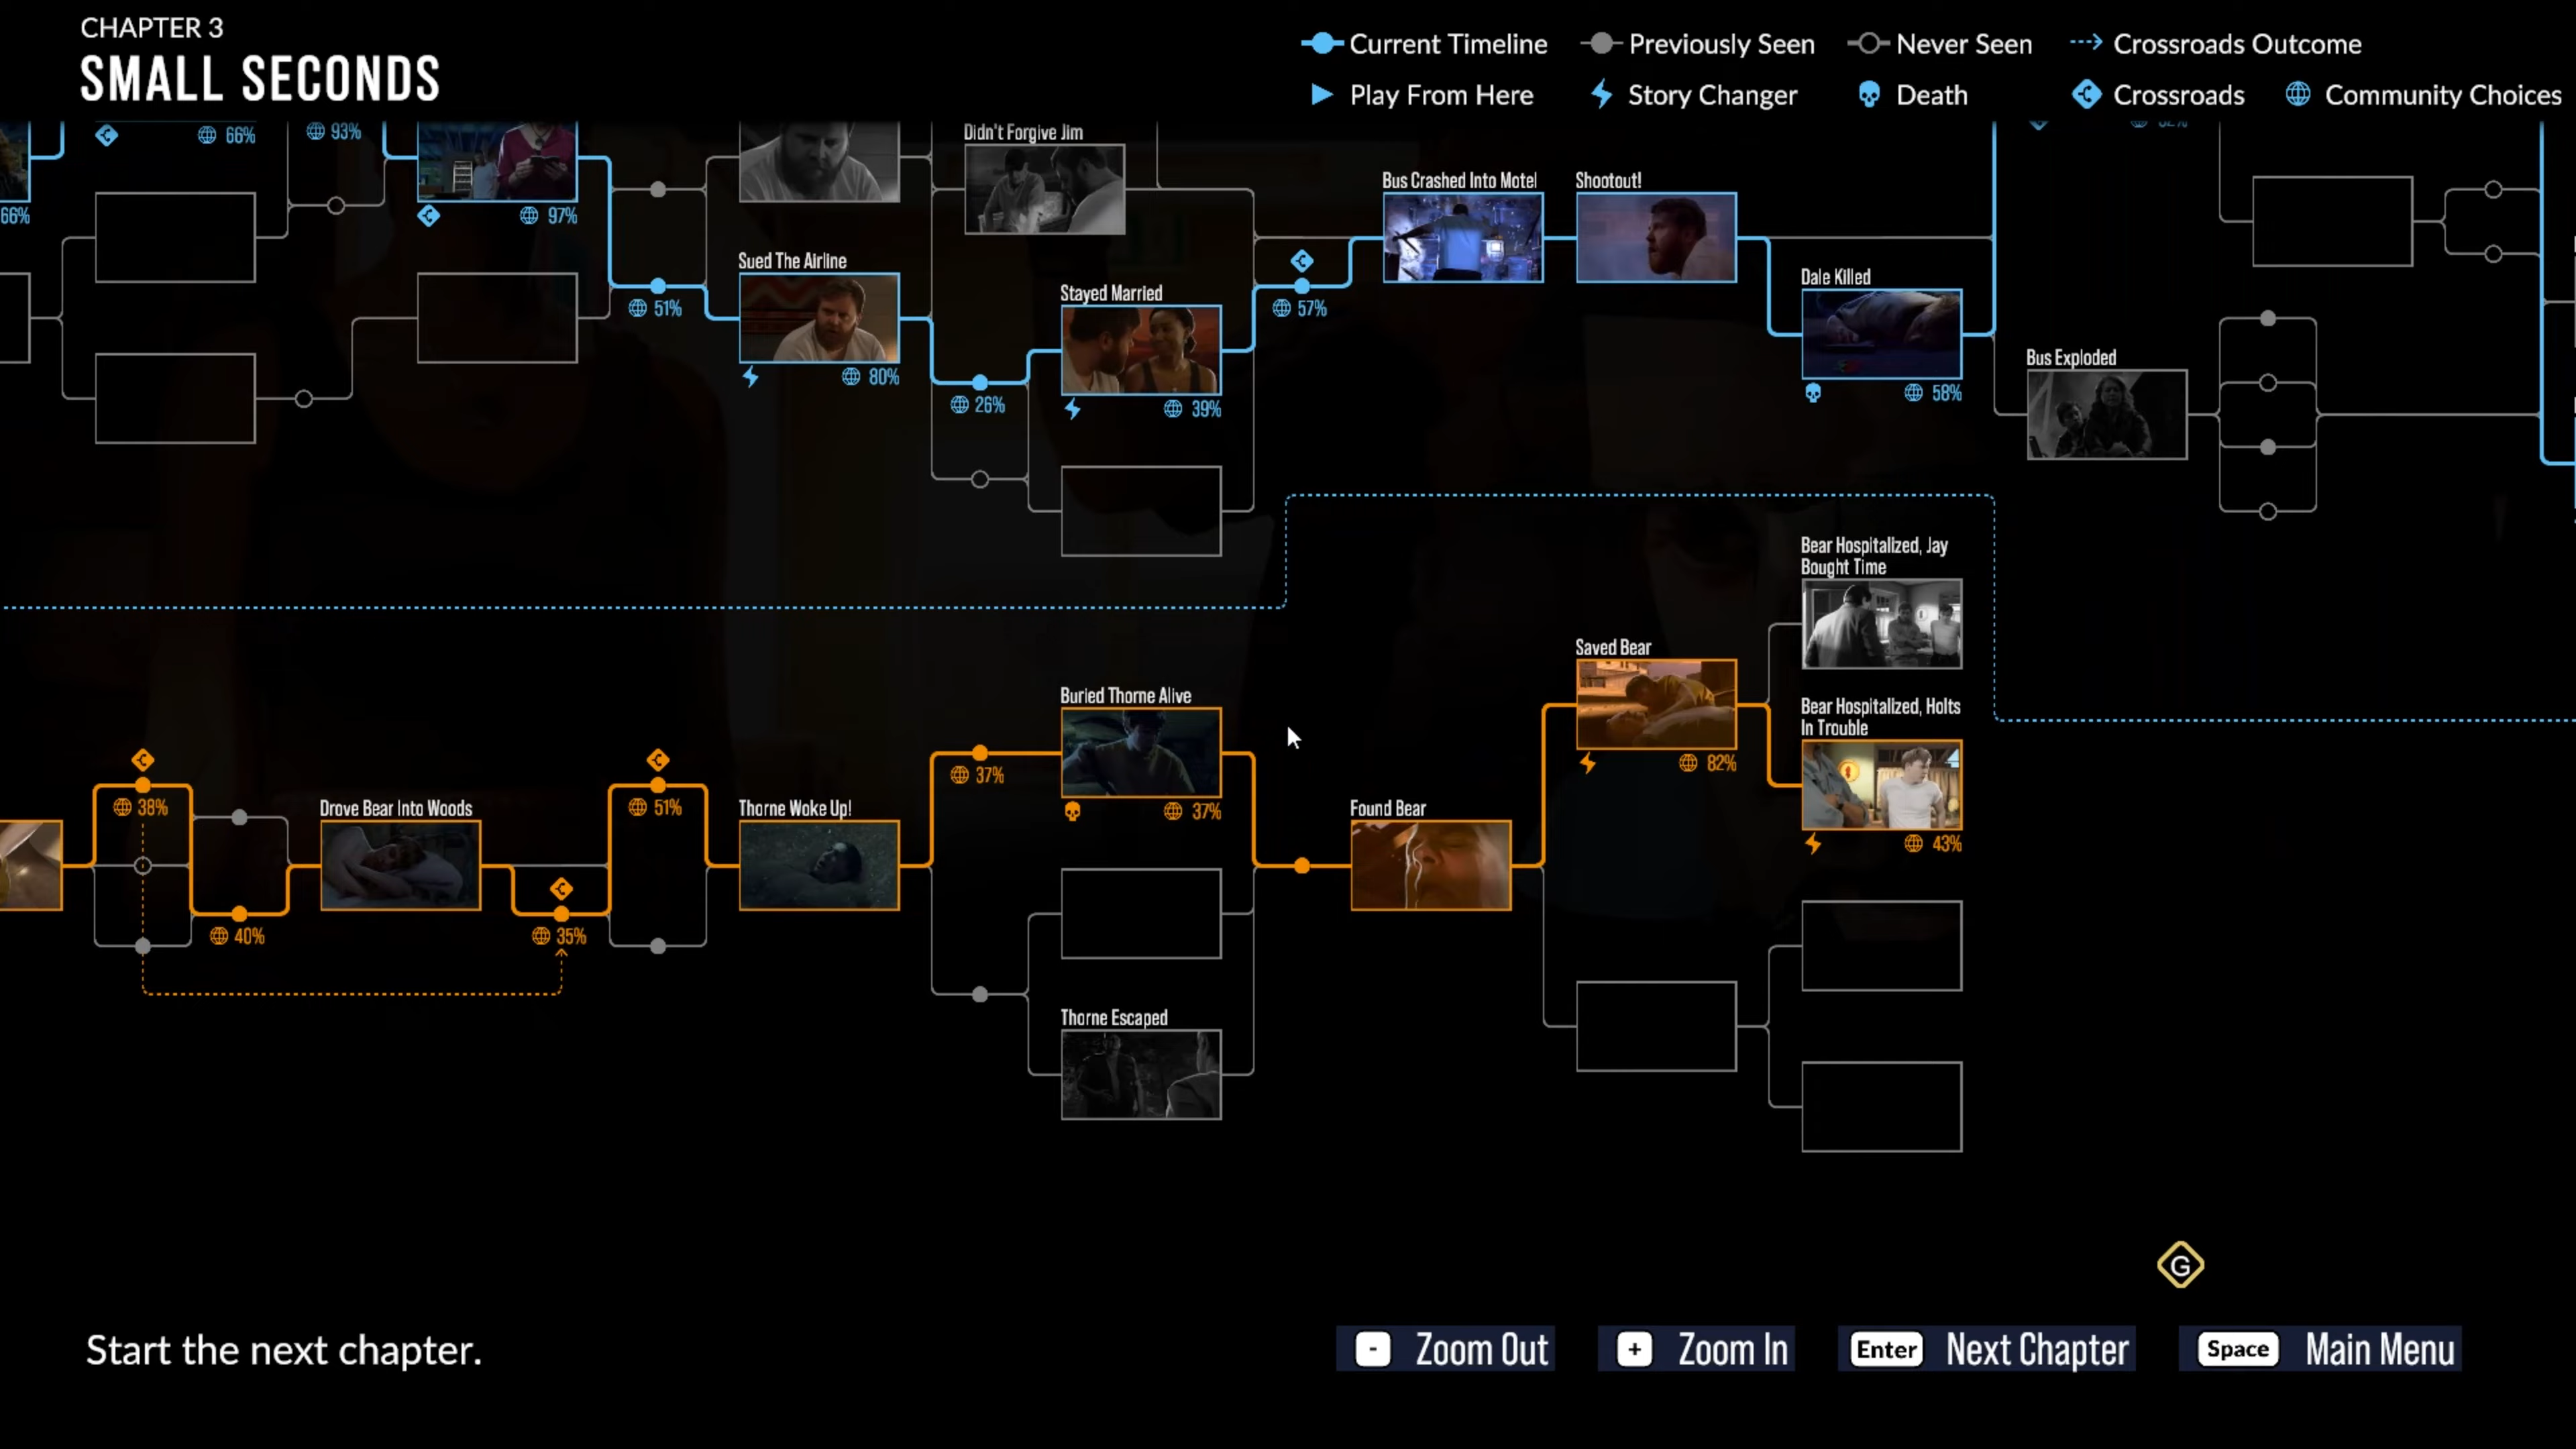 CHAPTER 3
SMALL SECONDS
Current Timeline
Previously Seen
Never Seen
Crossroads Outcome
Play From Here
Story Changer
Death
Crossroads
Community Choices
66%
66%
93%
97%
51%
Sued The Airline
80%
Didn't Forgive Jim
26%
Stayed Married
39%
57%
Bus Crashed Into Motel
Shootout!
Dale Killed
58%
Bus Exploded
38%
40%
Drove Bear Into Woods
35%
51%
Thorne Woke Up!
37%
Buried Thorne Alive
37%
Thorne Escaped
Found Bear
Saved Bear
82%
Bear Hospitalized, Jay
Bought Time
Bear Hospitalized, Holts
In Trouble
43%
G
Start the next chapter.
- Zoom Out
+ Zoom In
Enter Next Chapter
Space Main Menu